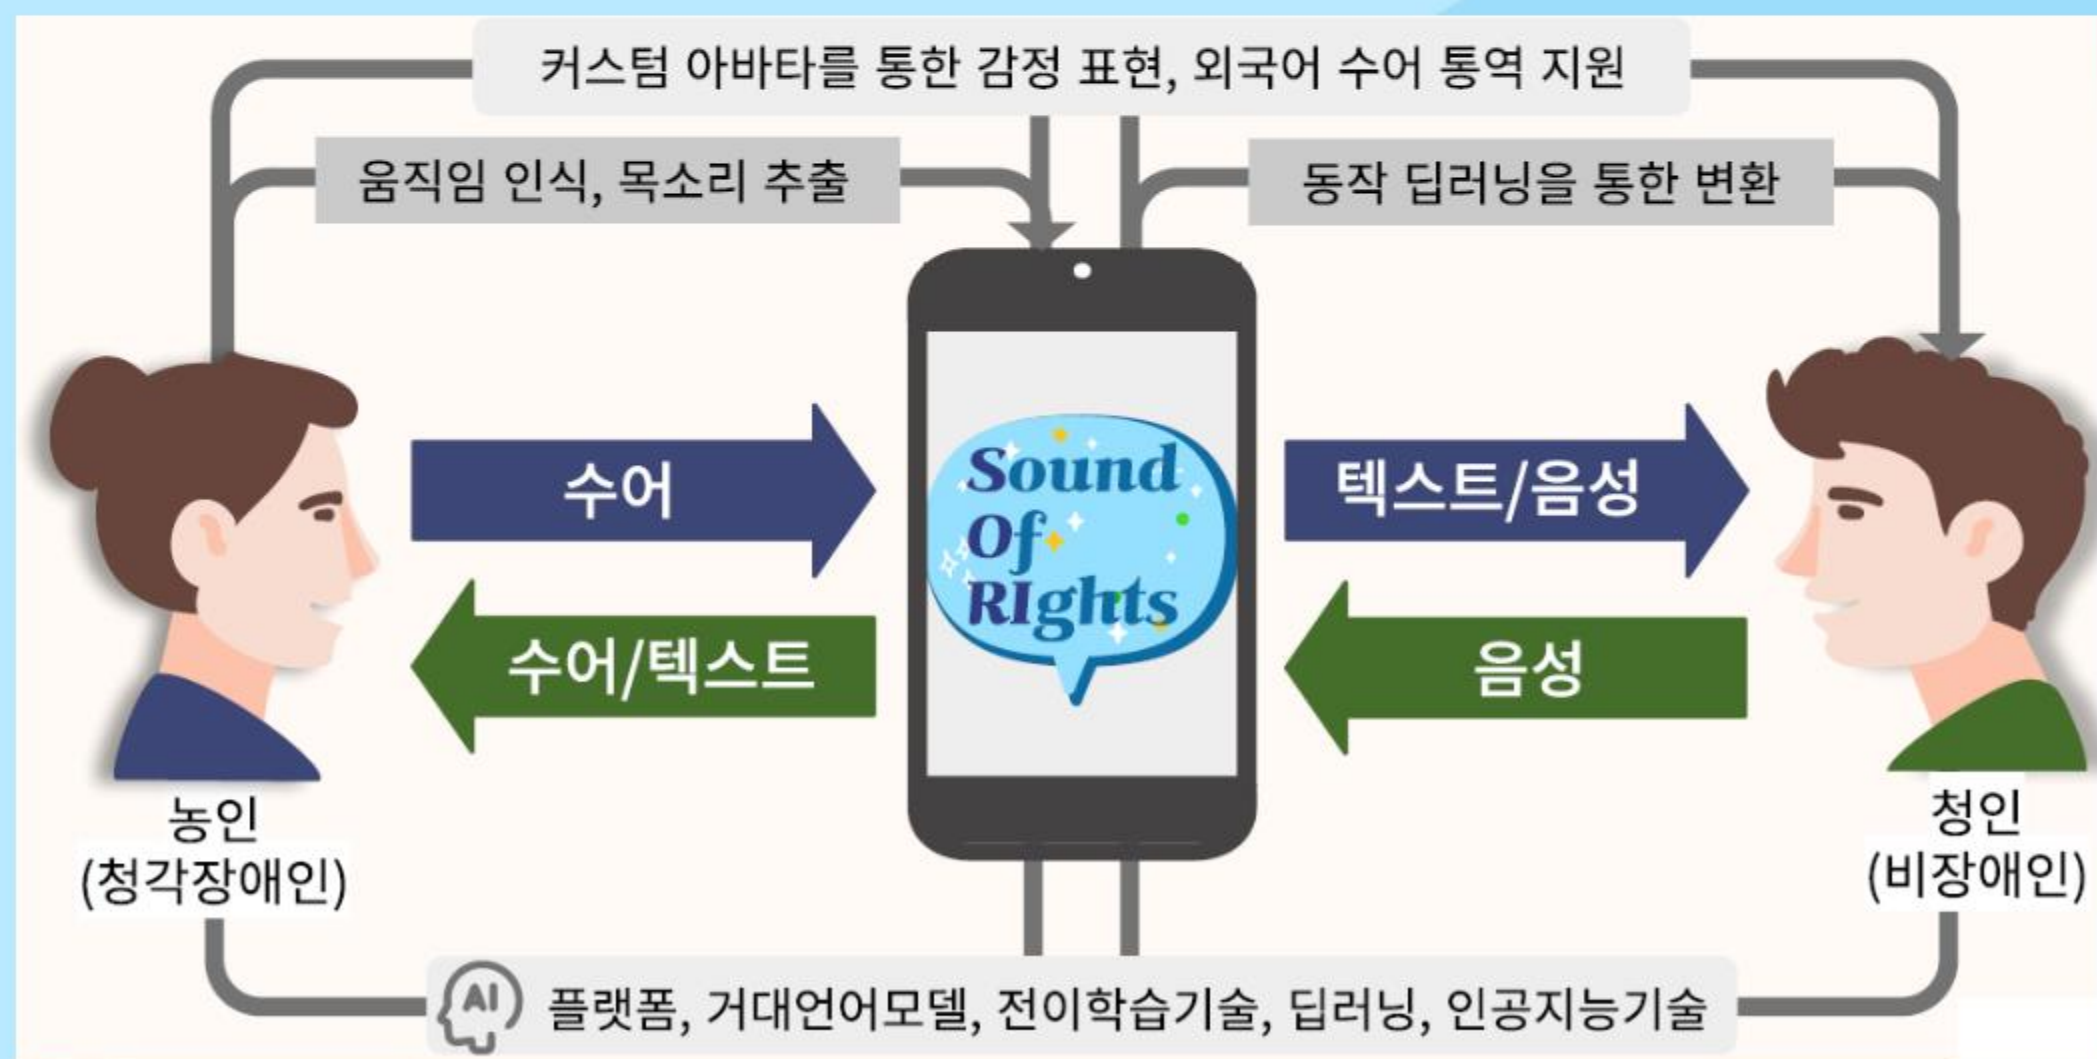 커스텀 아바타를 통한 감정 표현, 외국어 수어 통역 지원
움직임 인식, 목소리 추출
동작 딥러닝을 통한 변환
수어
텍스트/음성
Sound
Of
RIghts
수어/텍스트
음성
농인
(청각장애인)
청인
(비장애인)
AI
플랫폼, 거대언어모델, 전이학습기술, 딥러닝, 인공지능기술